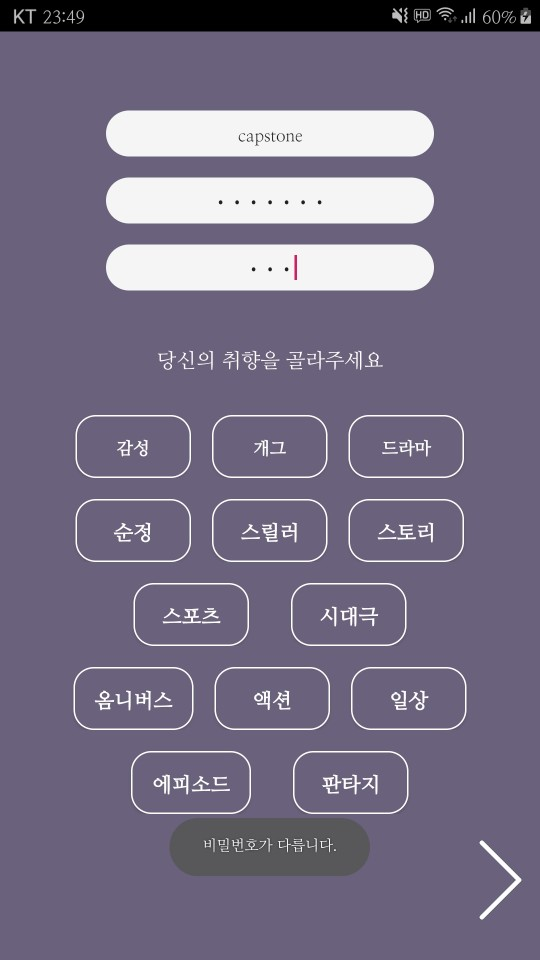 KT 23:49 HD 60%
capstone
•••••••
•••
당신의 취향을 골라주세요
감성 개그 드라마
순정 스릴러 스토리
스포츠 시대극
옴니버스 액션 일상
에피소드 판타지
비밀번호가 다릅니다.